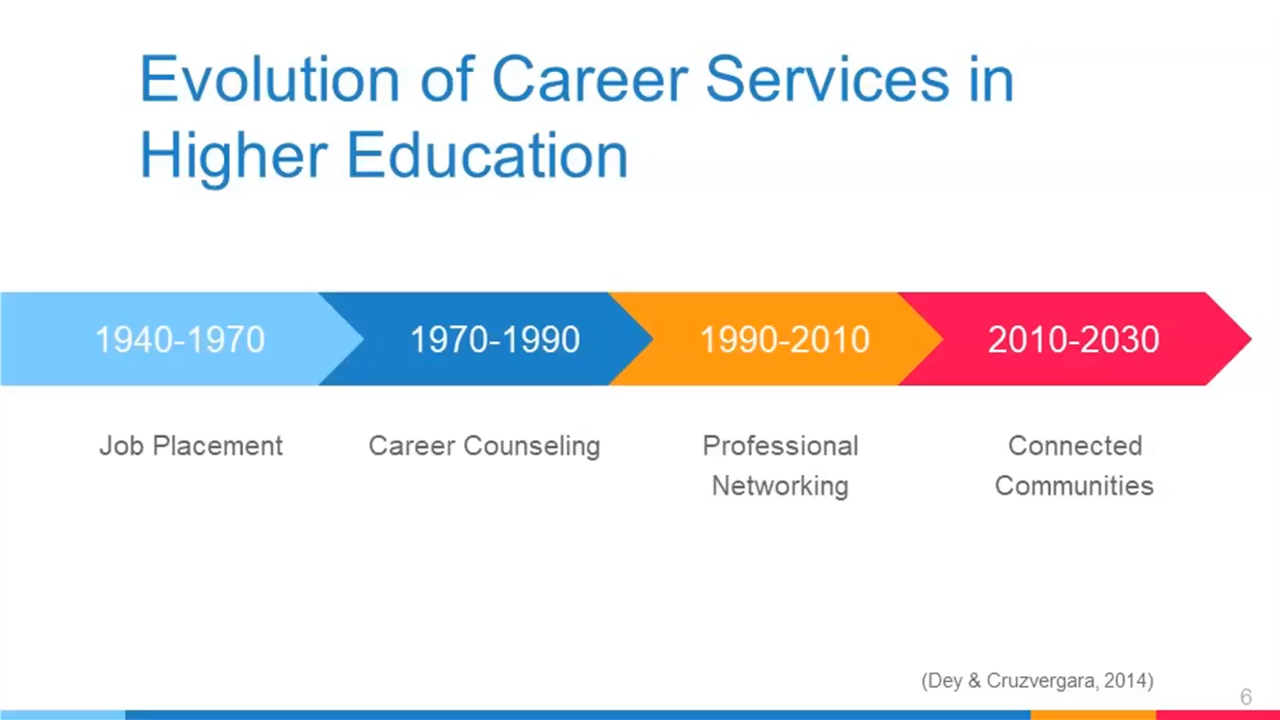 Evolution of Career Services in
Higher Education
1940-1970
1970-1990
1990-2010
2010-2030
Job Placement
Career Counseling
Professional
Networking
Connected
Communities
(Dey & Cruzvergara, 2014)
6